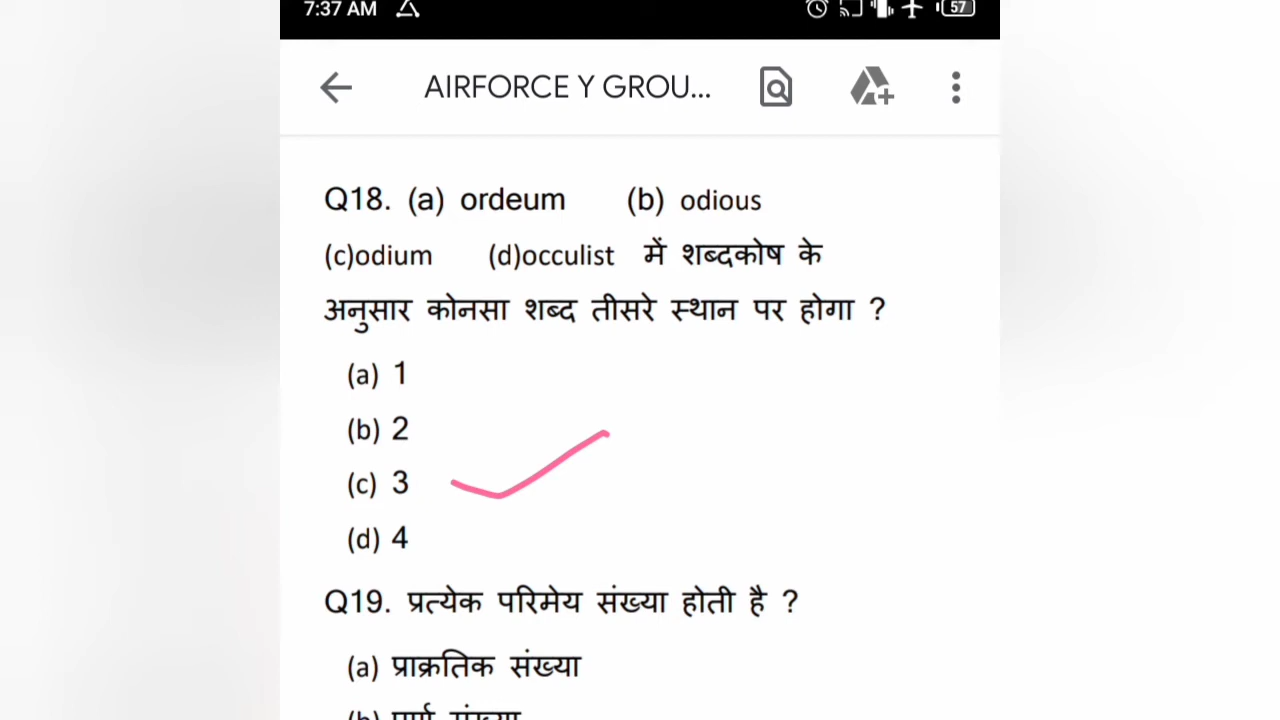 7:37 AM 57
AIRFORCE Y GROU...
Q18. (a) ordeum (b) odious
(c)odium (d)occulist में शब्दकोष के
अनुसार कोनसा शब्द तीसरे स्थान पर होगा ?
(a) 1
(b) 2
(c) 3
(d) 4
Q19. प्रत्येक परिमेय संख्या होती है ?
(a) प्राक्रतिक संख्या